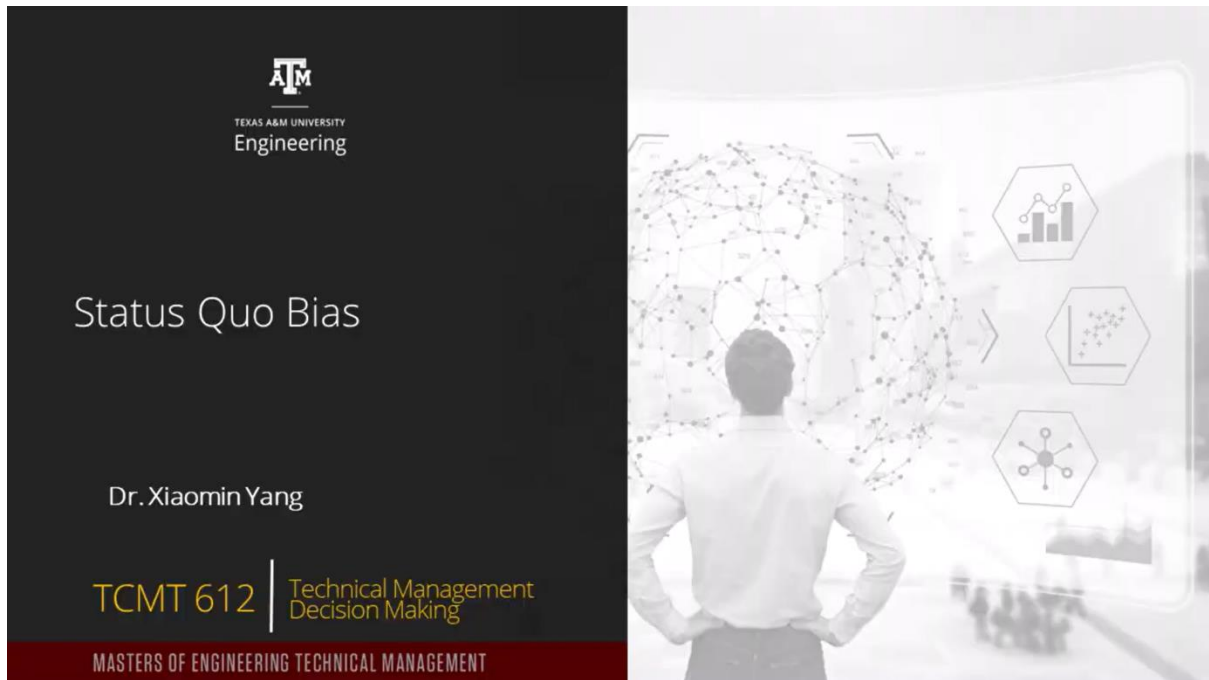 ATM
TEXAS A&M UNIVERSITY
Engineering
Status Quo Bias
Dr. Xiaomin Yang
TCMT 612
Technical Management
Decision Making
MASTERS OF ENGINEERING TECHNICAL MANAGEMENT